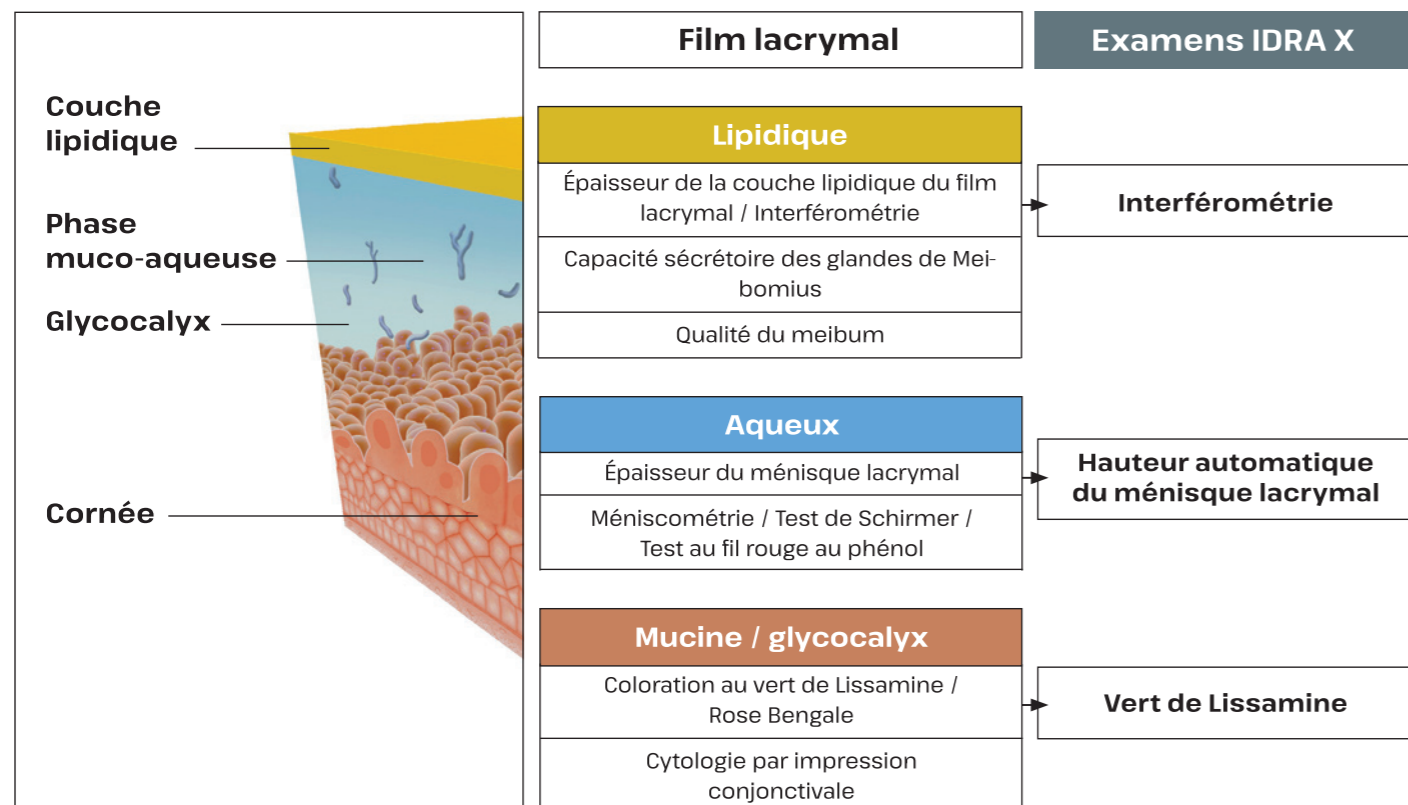 Couche
lipidique
Phase
muco-aqueuse
Glycocalyx
Cornée
Film lacrymal
Examens IDRA X
Lipidique
Épaisseur de la couche lipidique du film
lacrymal / Interférométrie
Interférométrie
Capacité sécrétoire des glandes de Mei-
bomius
Qualité du meibum
Aqueux
Épaisseur du ménisque lacrymal
Hauteur automatique
du ménisque lacrymal
Méniscométrie / Test de Schirmer /
Test au fil rouge au phénol
Mucine / glycocalyx
Coloration au vert de Lissamine /
Rose Bengale
Vert de Lissamine
Cytologie par impression
conjonctivale